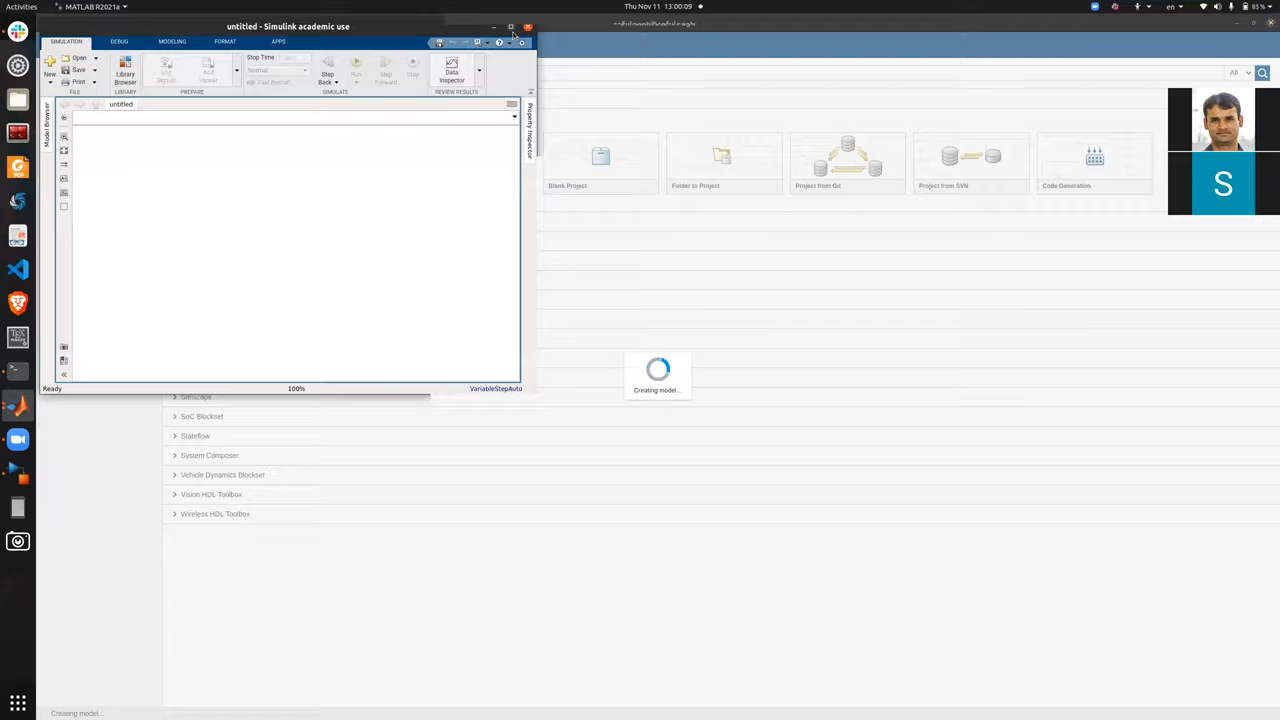 Activities
MATLAB R2021a
Thu Nov 11 13:00:09
en
85 %
untitled - Simulink academic use
SIMULATION
DEBUG
MODELING
FORMAT
APPS
All
New
Open
Save
Print
FILE
Library
Browser
LIBRARY
Log
Signals
Add
Viewer
PREPARE
Stop Time
Normal
Fast Restart
Step
Back
Run
Step
Forward
Stop
SIMULATE
Data
Inspector
REVIEW RESULTS
Model Browser
untitled
Property Inspector
Blank Project
Folder to Project
Project from Git
Project from SVN
Code Generation
S
Ready
100%
VariableStepAuto
Creating model...
Simscape
SoC Blockset
Stateflow
System Composer
Vehicle Dynamics Blockset
Vision HDL Toolbox
Wireless HDL Toolbox
Creating model...